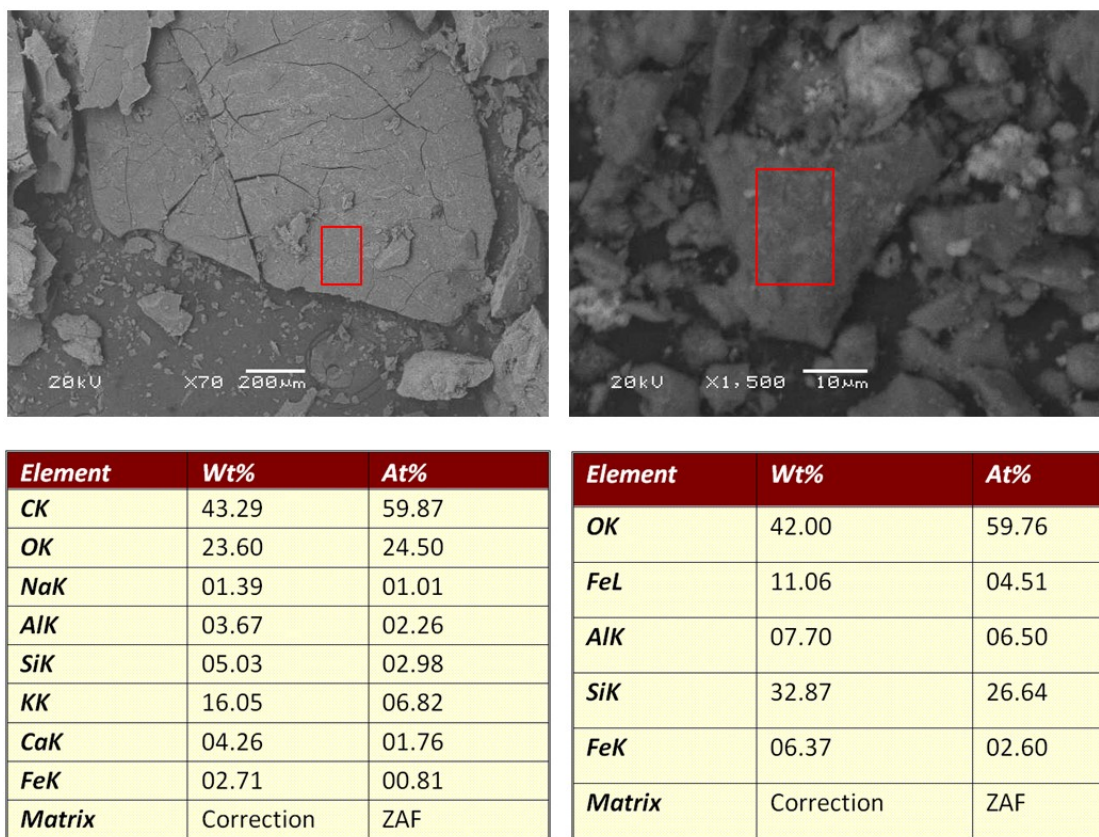 20kV X70 200μm
20kV X1,500 10μm
Element Wt% At%
CK 43.29 59.87
OK 23.60 24.50
NaK 01.39 01.01
AlK 03.67 02.26
SiK 05.03 02.98
KK 16.05 06.82
CaK 04.26 01.76
FeK 02.71 00.81
Matrix Correction ZAF
Element Wt% At%
OK 42.00 59.76
FeL 11.06 04.51
AlK 07.70 06.50
SiK 32.87 26.64
FeK 06.37 02.60
Matrix Correction ZAF